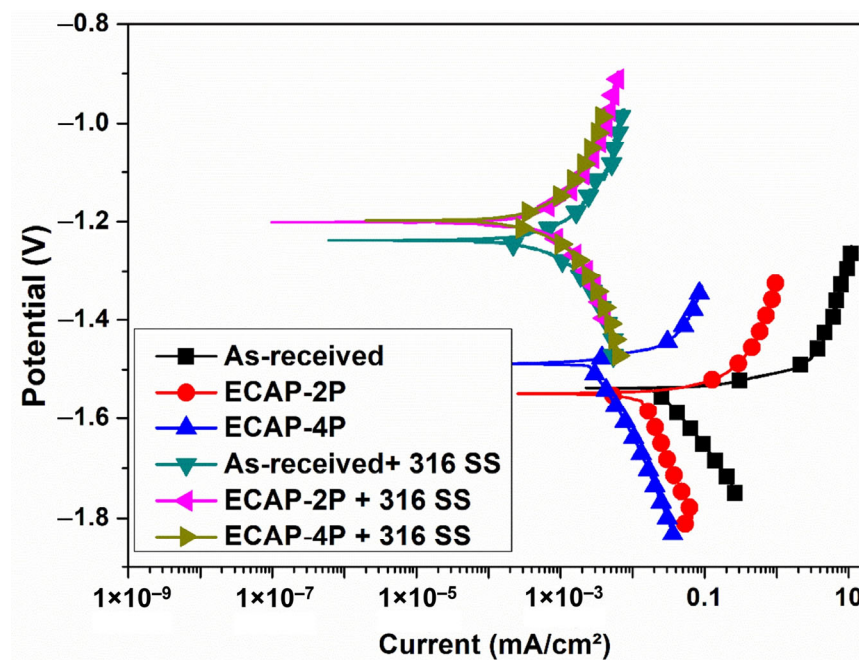 Potential (V)
−0.8
−1.0
−1.2
−1.4
−1.6
−1.8
As-received
ECAP-2P
ECAP-4P
As-received+ 316 SS
ECAP-2P + 316 SS
ECAP-4P + 316 SS
1×10⁻⁹ 1×10⁻⁷ 1×10⁻⁵ 1×10⁻³ 0.1 10
Current (mA/cm²)